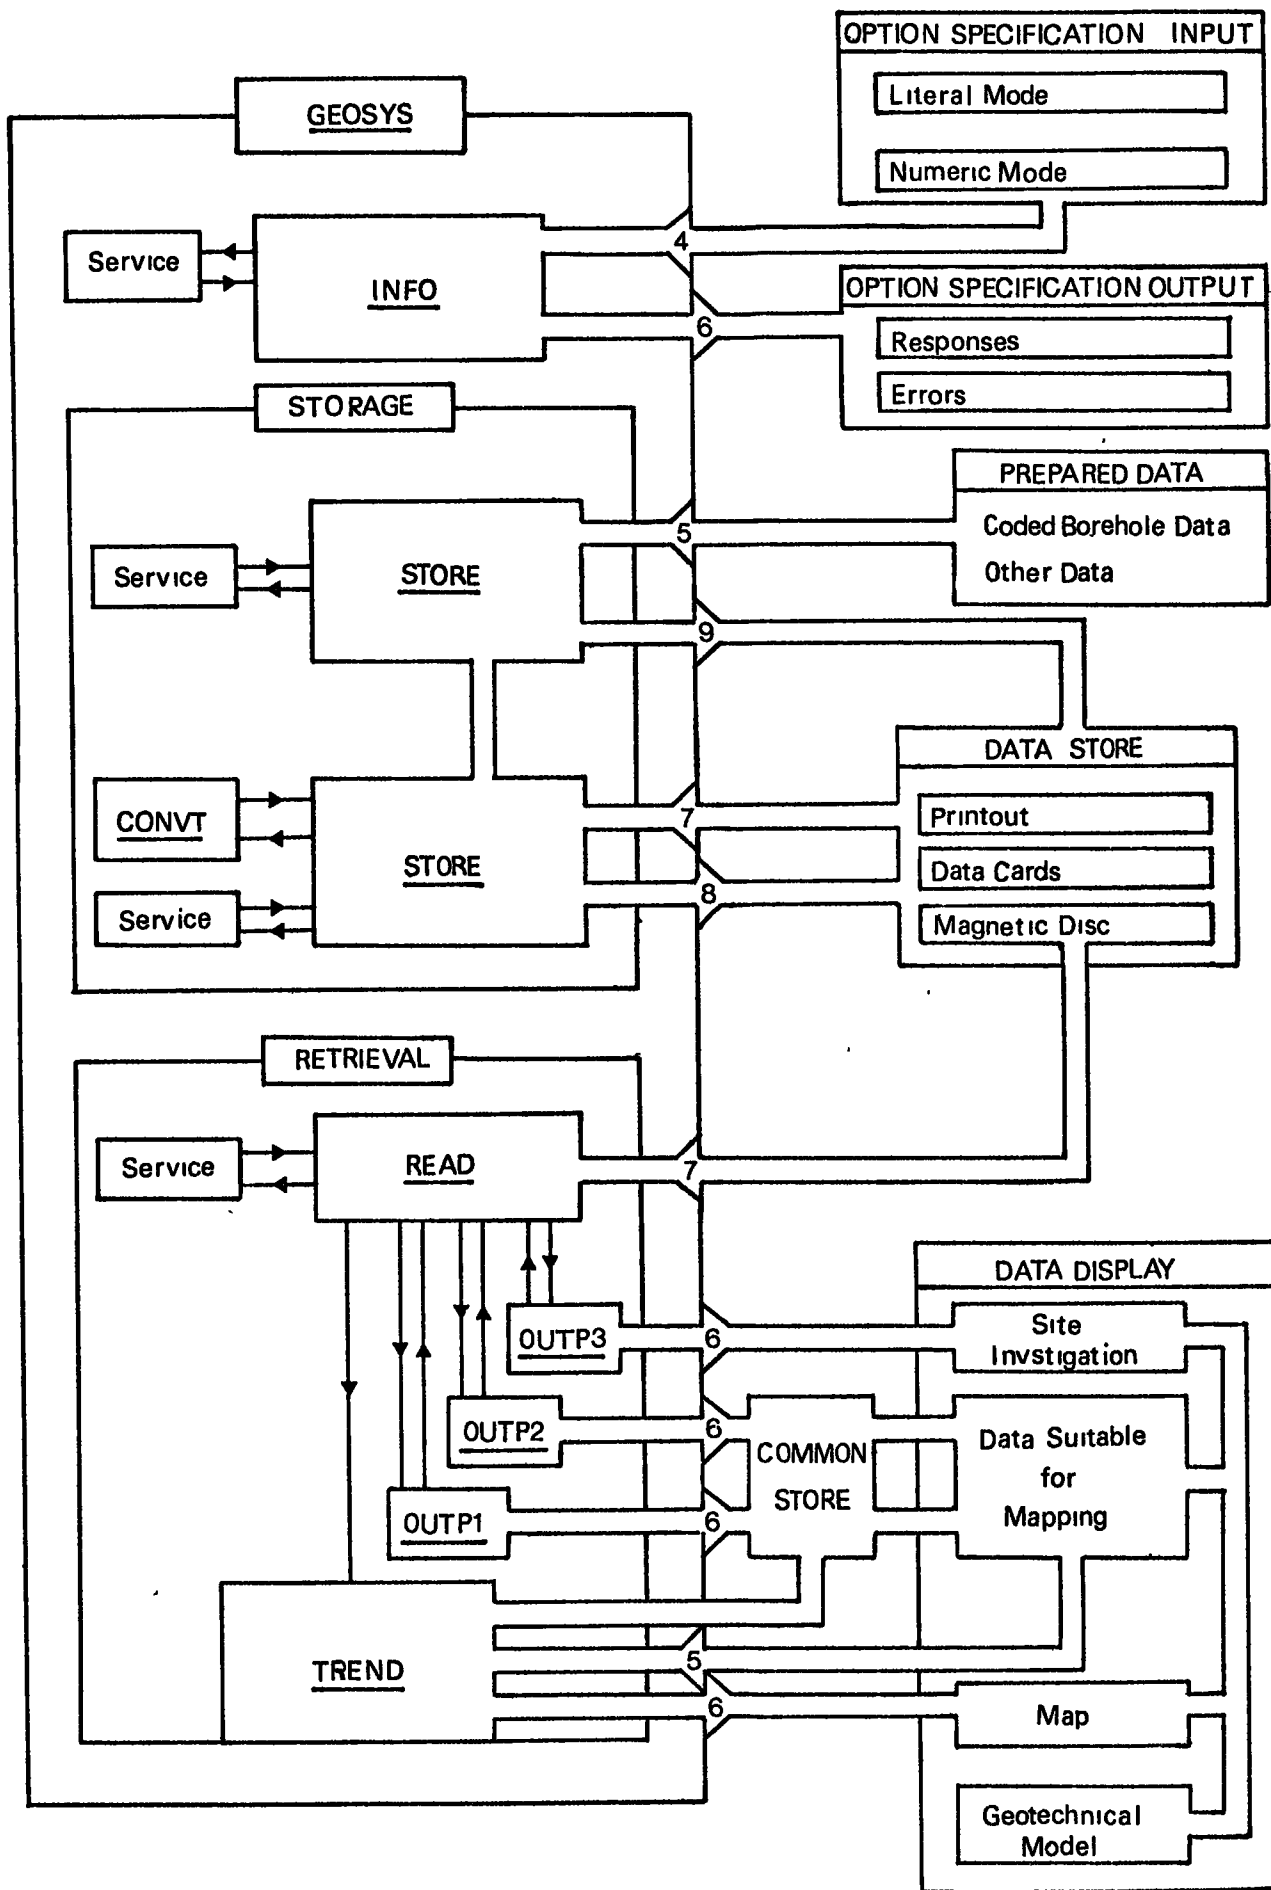 OPTION SPECIFICATION INPUT
Literal Mode
Numeric Mode
GEOSYS
Service
INFO
4
6
OPTION SPECIFICATION OUTPUT
Responses
Errors
STORAGE
PREPARED DATA
Coded Borehole Data
Other Data
Service
STORE
5
9
DATA STORE
Printout
Data Cards
Magnetic Disc
CONVT
Service
STORE
7
8
RETRIEVAL
Service
READ
7
DATA DISPLAY
OUTP3
6
Site
Invstigation
OUTP2
6
COMMON
STORE
Data Suitable
for
Mapping
OUTP1
6
TREND
5
6
Map
Geotechnical
Model